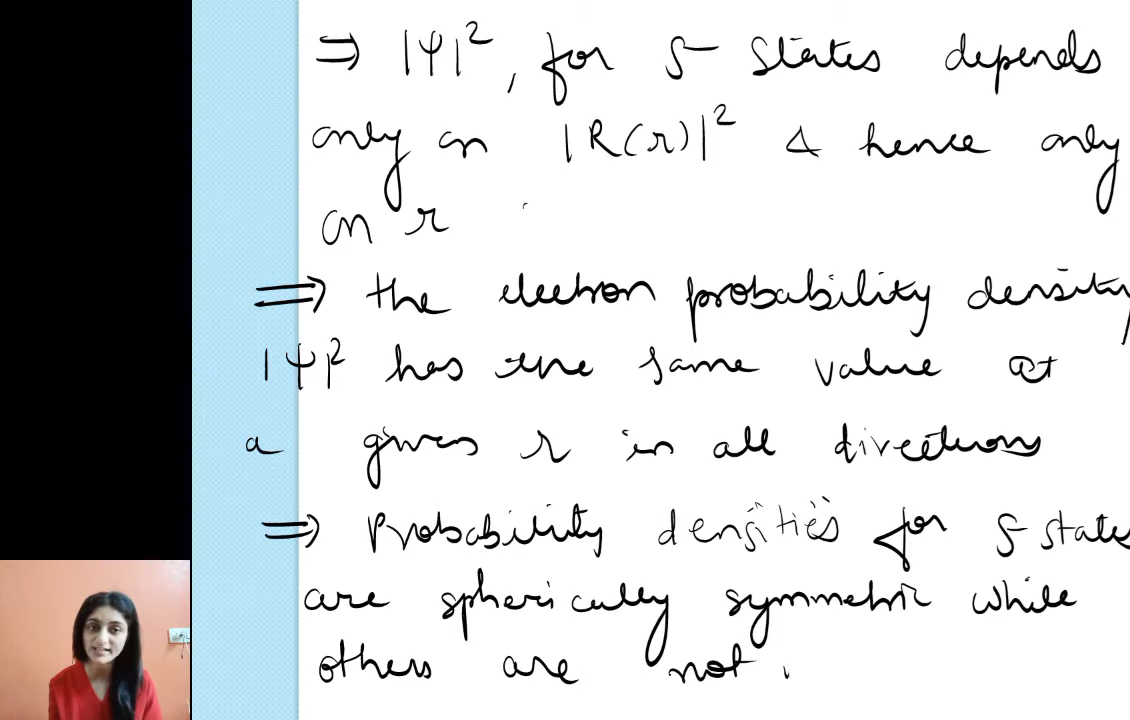 ⇒ |Ψ|², for S- States depends
only on |R(r)|² & hence only
on r
⇒ the electron probability density
|Ψ|² has the same value at
a given r in all directions
⇒ Probability densities for S-states
are spherically symmetric while
others are not.